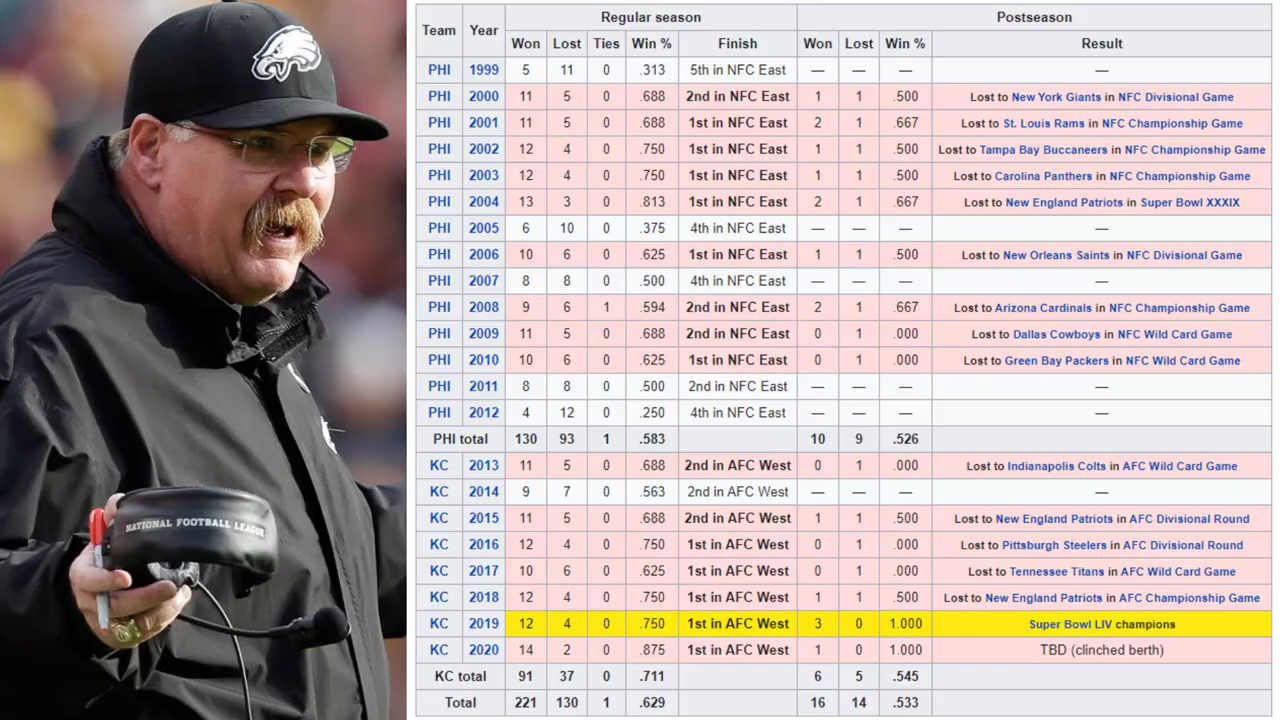 NATIONAL FOOTBALL LEAGUE
Team Year Regular season Postseason
Won Lost Ties Win % Finish Won Lost Win % Result
PHI 1999 5 11 0 .313 5th in NFC East — — — —
PHI 2000 11 5 0 .688 2nd in NFC East 1 1 .500 Lost to New York Giants in NFC Divisional Game
PHI 2001 11 5 0 .688 1st in NFC East 2 1 .667 Lost to St. Louis Rams in NFC Championship Game
PHI 2002 12 4 0 .750 1st in NFC East 1 1 .500 Lost to Tampa Bay Buccaneers in NFC Championship Game
PHI 2003 12 4 0 .750 1st in NFC East 1 1 .500 Lost to Carolina Panthers in NFC Championship Game
PHI 2004 13 3 0 .813 1st in NFC East 2 1 .667 Lost to New England Patriots in Super Bowl XXXIX
PHI 2005 6 10 0 .375 4th in NFC East — — — —
PHI 2006 10 6 0 .625 1st in NFC East 1 1 .500 Lost to New Orleans Saints in NFC Divisional Game
PHI 2007 8 8 0 .500 4th in NFC East — — — —
PHI 2008 9 6 1 .594 2nd in NFC East 2 1 .667 Lost to Arizona Cardinals in NFC Championship Game
PHI 2009 11 5 0 .688 2nd in NFC East 0 1 .000 Lost to Dallas Cowboys in NFC Wild Card Game
PHI 2010 10 6 0 .625 1st in NFC East 0 1 .000 Lost to Green Bay Packers in NFC Wild Card Game
PHI 2011 8 8 0 .500 2nd in NFC East — — — —
PHI 2012 4 12 0 .250 4th in NFC East — — — —
PHI total 130 93 1 .583 10 9 .526
KC 2013 11 5 0 .688 2nd in AFC West 0 1 .000 Lost to Indianapolis Colts in AFC Wild Card Game
KC 2014 9 7 0 .563 2nd in AFC West — — — —
KC 2015 11 5 0 .688 2nd in AFC West 1 1 .500 Lost to New England Patriots in AFC Divisional Round
KC 2016 12 4 0 .750 1st in AFC West 0 1 .000 Lost to Pittsburgh Steelers in AFC Divisional Round
KC 2017 10 6 0 .625 1st in AFC West 0 1 .000 Lost to Tennessee Titans in AFC Wild Card Game
KC 2018 12 4 0 .750 1st in AFC West 1 1 .500 Lost to New England Patriots in AFC Championship Game
KC 2019 12 4 0 .750 1st in AFC West 3 0 1.000 Super Bowl LIV champions
KC 2020 14 2 0 .875 1st in AFC West 1 0 1.000 TBD (clinched berth)
KC total 91 37 0 .711 6 5 .545
Total 221 130 1 .629 16 14 .533